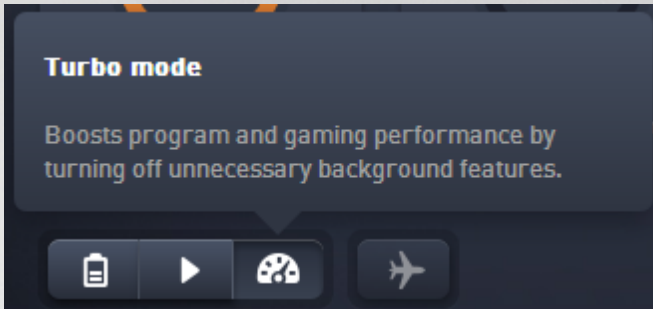 Turbo mode
Boosts program and gaming performance by
turning off unnecessary background features.